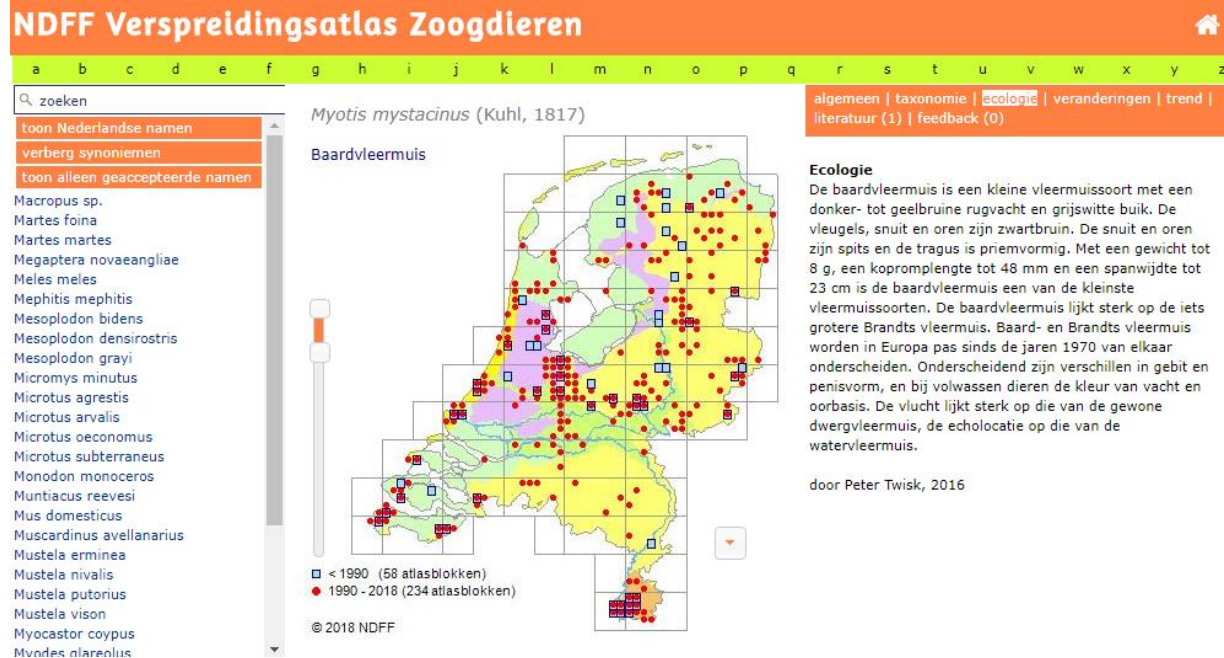 NDFF Verspreidingsatlas Zoogdieren
a b c d e f g h i j k l m n o p q r s t u v w x y z
zoeken
toon Nederlandse namen
verberg synoniemen
toon alleen geaccepteerde namen
Macropus sp.
Martes foina
Martes martes
Megaptera novaeangliae
Meles meles
Mephitis mephitis
Mesoplodon bidens
Mesoplodon densirostris
Mesoplodon grayi
Micromys minutus
Microtus agrestis
Microtus arvalis
Microtus oeconomus
Microtus subterraneus
Monodon monoceros
Muntiacus reevesi
Mus domesticus
Muscardinus avellanarius
Mustela erminea
Mustela nivalis
Mustela putorius
Mustela vison
Myocastor coypus
Myodes glareolus
Myotis mystacinus (Kuhl, 1817)
Baardvleermuis
< 1990 (58 atlasblokken)
1990 - 2018 (234 atlasblokken)
© 2018 NDFF
algemeen | taxonomie | ecologie | veranderingen | trend |
literatuur (1) | feedback (0)
Ecologie
De baardvleermuis is een kleine vleermuissoort met een
donker- tot geelbruine rugvacht en grijswitte buik. De
vleugels, snuit en oren zijn zwartbruin. De snuit en oren
zijn spits en de tragus is priemvormig. Met een gewicht tot
8 g, een kopromplengte tot 48 mm en een spanwijdte tot
23 cm is de baardvleermuis een van de kleinste
vleermuissoorten. De baardvleermuis lijkt sterk op de iets
grotere Brandts vleermuis. Baard- en Brandts vleermuis
worden in Europa pas sinds de jaren 1970 van elkaar
onderscheiden. Onderscheidend zijn verschillen in gebit en
penisvorm, en bij volwassen dieren de kleur van vacht en
oorbasis. De vlucht lijkt sterk op die van de gewone
dwergvleermuis, de echolocatie op die van de
watervleermuis.
door Peter Twisk, 2016